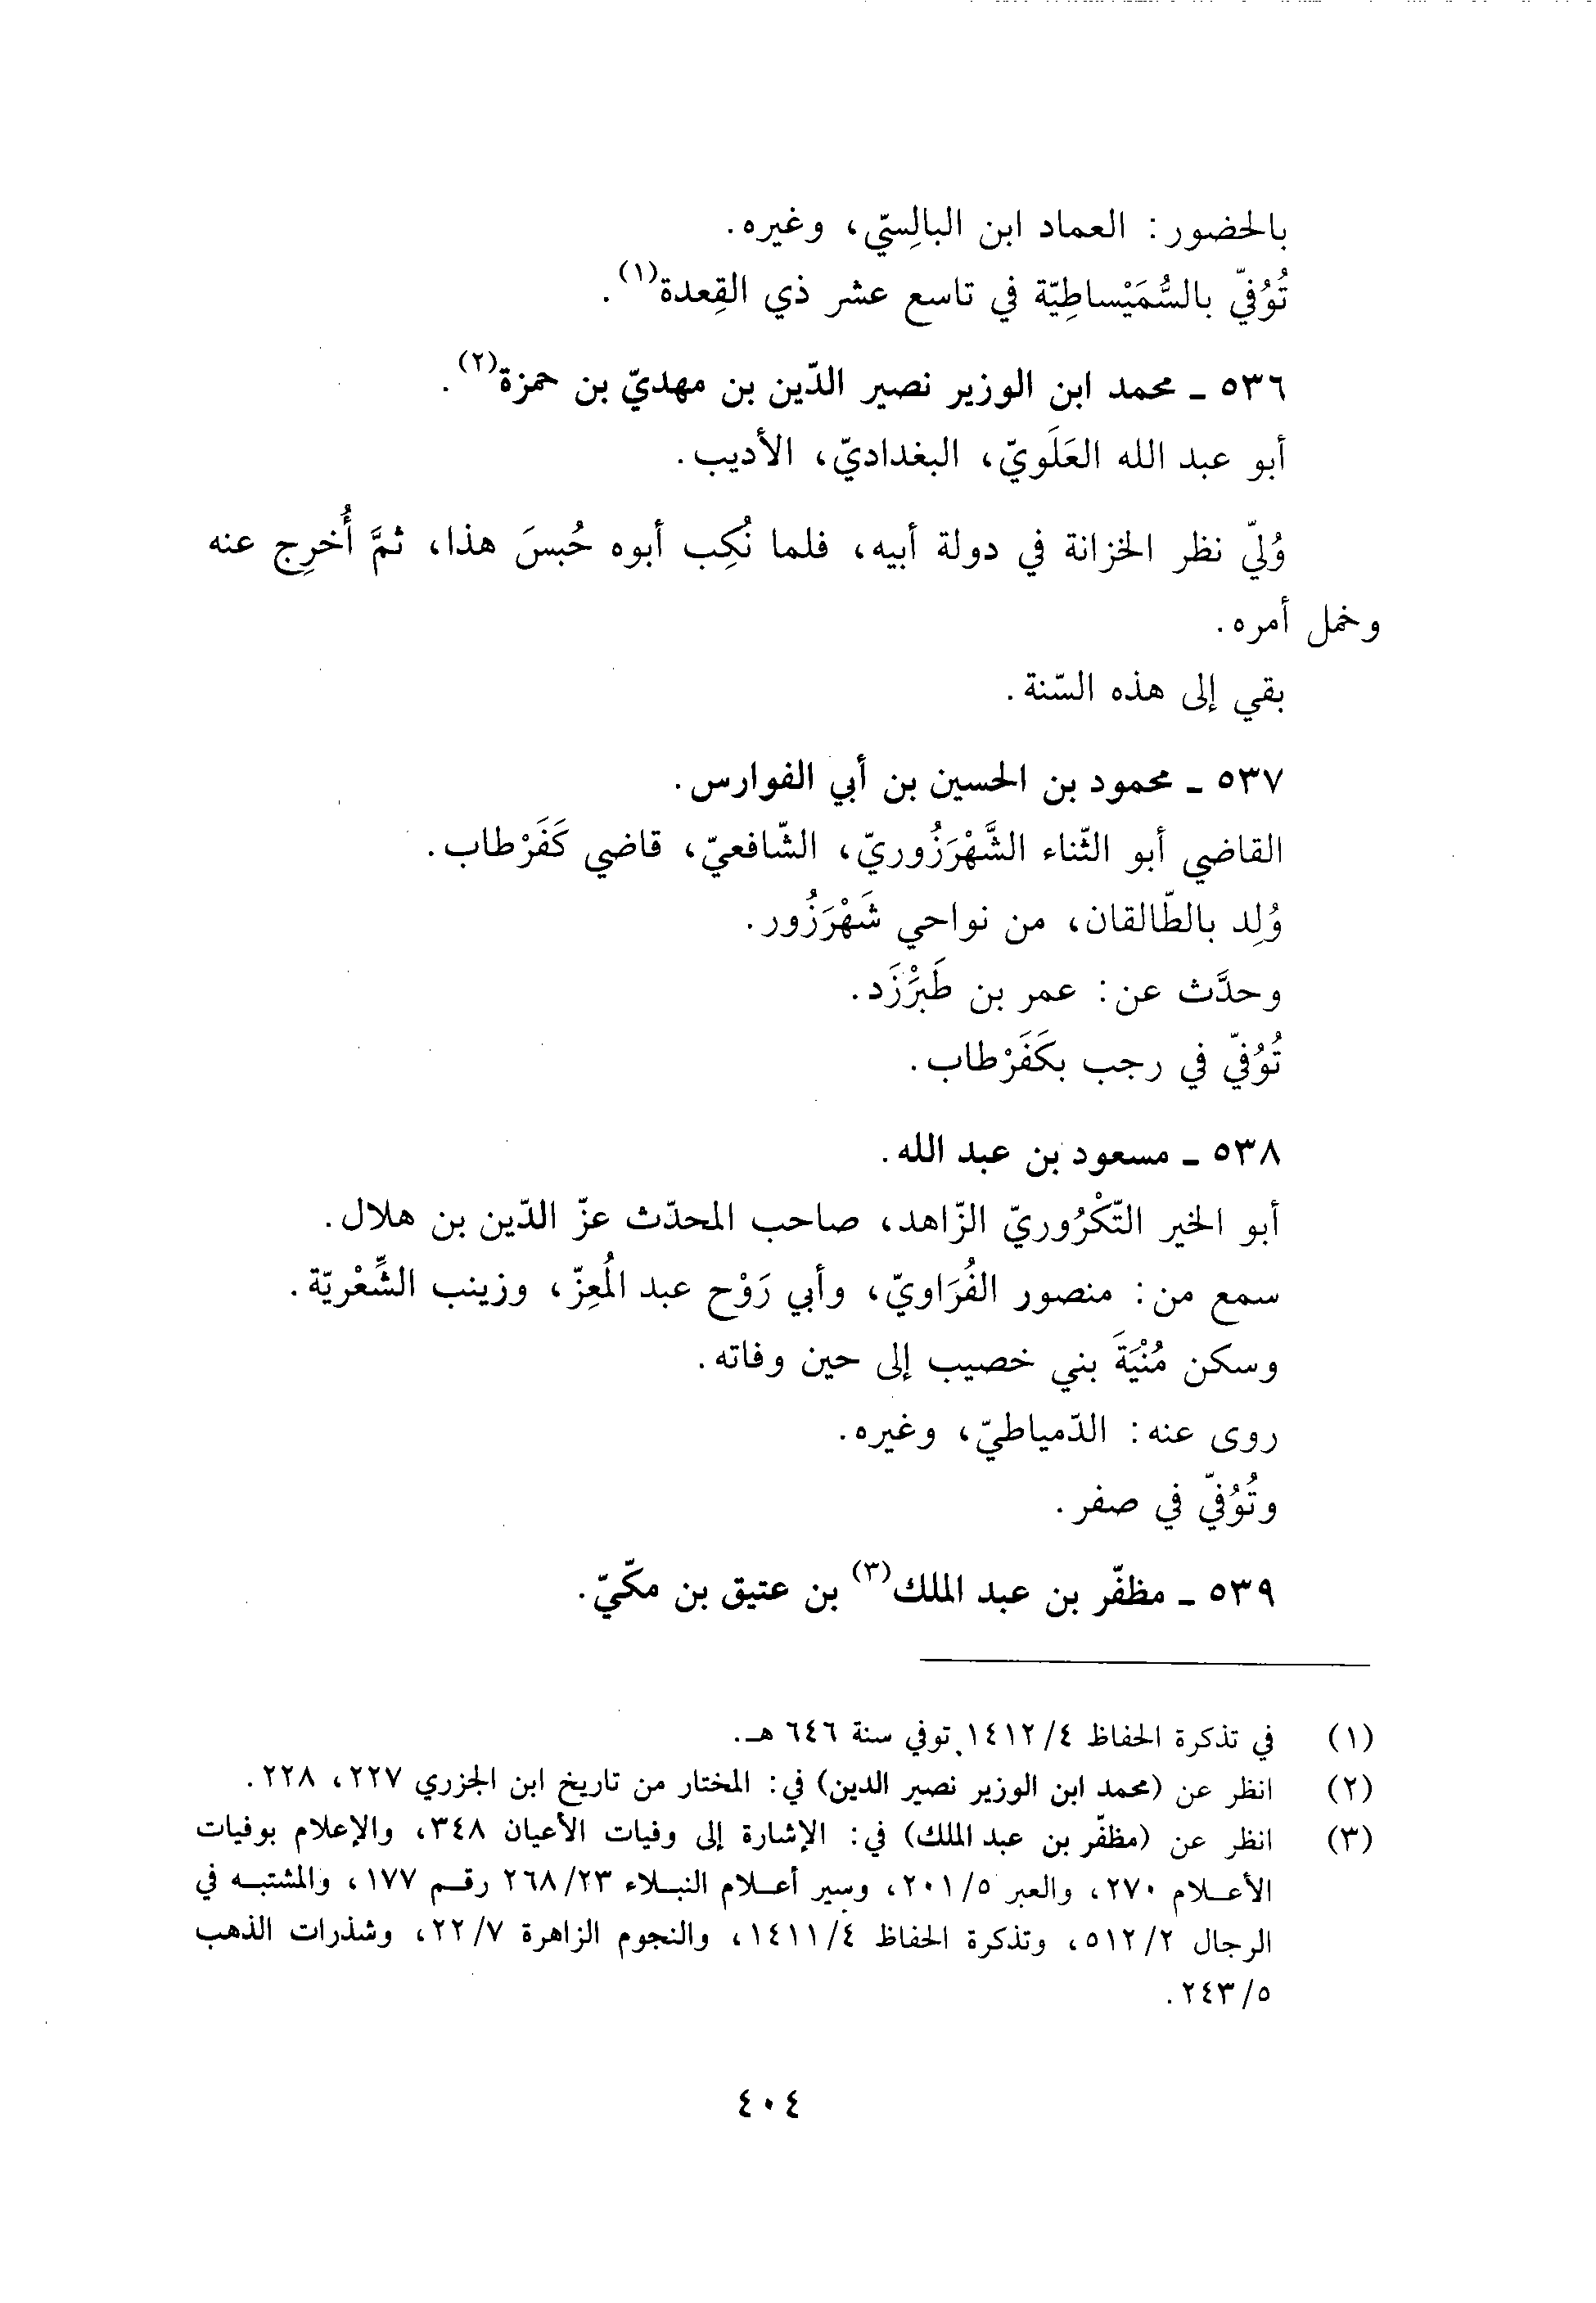 بالحضور: العماد ابن البالِسيّ، وغيره.
تُوُفيّ بالسُّمَيْساطِيّة في تاسع عشر ذي القِعدة(١).
٥٣٦ ـ محمد ابن الوزير نصير الدّين بن مهديّ بن حمزة(٢).
أبو عبد الله العَلَويّ، البغداديّ، الأديب.
وُليّ نظر الخزانة في دولة أبيه، فلما نُكِب أبوه حُبسَ هذا، ثمَّ أُخرِج عنه
وخمل أمره.
بقي إلى هذه السّنة.
٥٣٧ ـ محمود بن الحسين بن أبي الفوارس.
القاضي أبو الثّناء الشَّهْرَزُوريّ، الشّافعيّ، قاضي كَفَرْطاب.
وُلِد بالطّالقان، من نواحي شَهْرَزُور.
وحدَّث عن: عمر بن طَبَرْزَد.
تُوُفيّ في رجب بكَفَرْطاب.
٥٣٨ ـ مسعود بن عبد الله.
أبو الخير التّكْرُوريّ الزّاهد، صاحب المحدّث عزّ الدّين بن هلال.
سمع من: منصور الفُرَاويّ، وأبي رَوْح عبد المُعِزّ، وزينب الشَّعْريّة.
وسكن مُنْيَةَ بني خصيب إلى حين وفاته.
روى عنه: الدّمياطيّ، وغيره.
وتُوُفيّ في صفر.
٥٣٩ ـ مظفّر بن عبد الملك(٣) بن عتيق بن مكّيّ.
(١) في تذكرة الحفاظ ١٤١٢/٤ توفي سنة ٦٤٦ هـ.
(٢) انظر عن (محمد ابن الوزير نصير الدين) في: المختار من تاريخ ابن الجزري ٢٢٧، ٢٢٨.
(٣) انظر عن (مظفّر بن عبد الملك) في: الإشارة إلى وفيات الأعيان ٣٤٨، والإعلام بوفيات
الأعـلام ٢٧٠، والعبر ٢٠١/٥، وسير أعـلام النبـلاء ٢٦٨/٢٣ رقـم ١٧٧، والمشتبـه في
الرجال ٥١٢/٢، وتذكرة الحفاظ ١٤١١/٤، والنجوم الزاهرة ٢٢/٧، وشذرات الذهب
٢٤٣/٥.
٤٠٤